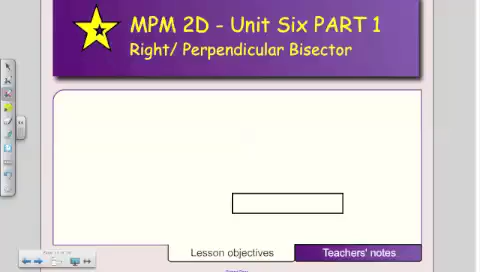 MPM 2D - Unit Six PART 1
Right/ Perpendicular Bisector
Lesson objectives
Teachers' notes